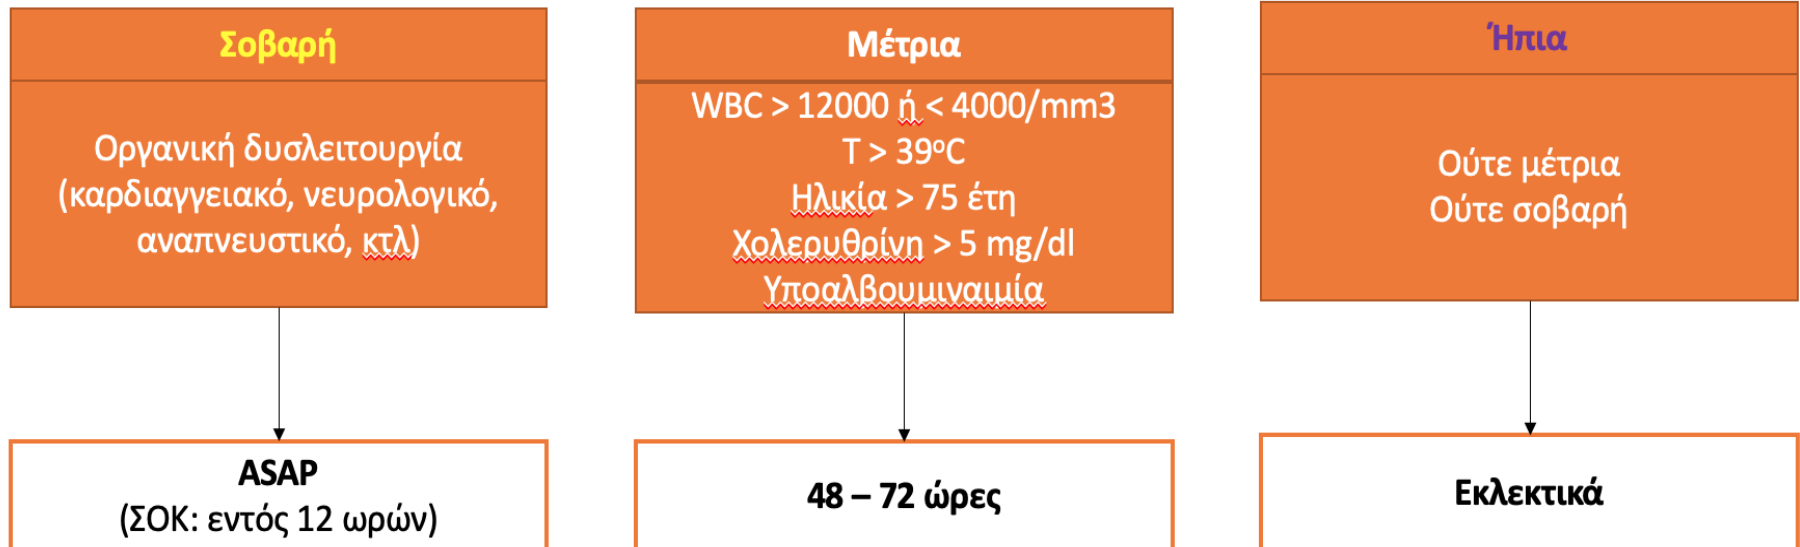 Σοβαρή
Οργανική δυσλειτουργία
(καρδιαγγειακό, νευρολογικό,
αναπνευστικό, κτλ)
ASAP
(ΣΟΚ: εντός 12 ωρών)
Μέτρια
WBC > 12000 ή < 4000/mm3
T > 39οC
Ηλικία > 75 έτη
Χολερυθρίνη > 5 mg/dl
Υποαλβουμιναιμία
48 – 72 ώρες
Ήπια
Ούτε μέτρια
Ούτε σοβαρή
Εκλεκτικά